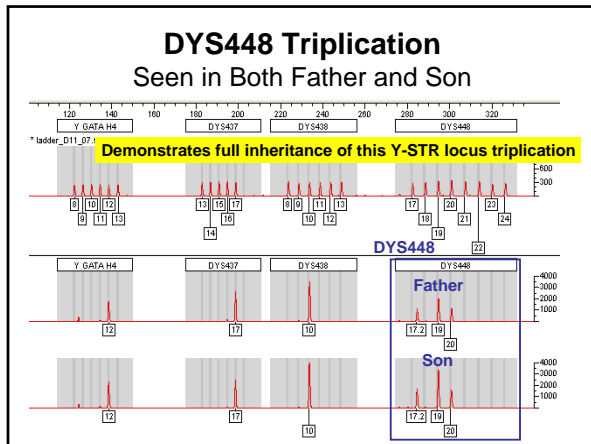 DYS448 Triplication
Seen in Both Father and Son
120 140 160 180 200 220 240 260 280 300 320
Y GATA H4 DYS437 DYS438 DYS448
* ladder_D11_07.
Demonstrates full inheritance of this Y-STR locus triplication
600
300
8 10 12 13 15 17 8 9 11 13 17 20 23
9 11 13 16 10 12 18 21 24
14 19
DYS448 22
Y GATA H4 DYS437 DYS438 DYS448
Father
4000
3000
2000
1000
0
12 17 10 17.2 19
20
Son
4000
3000
2000
1000
0
12 17 17.2 19
10 20